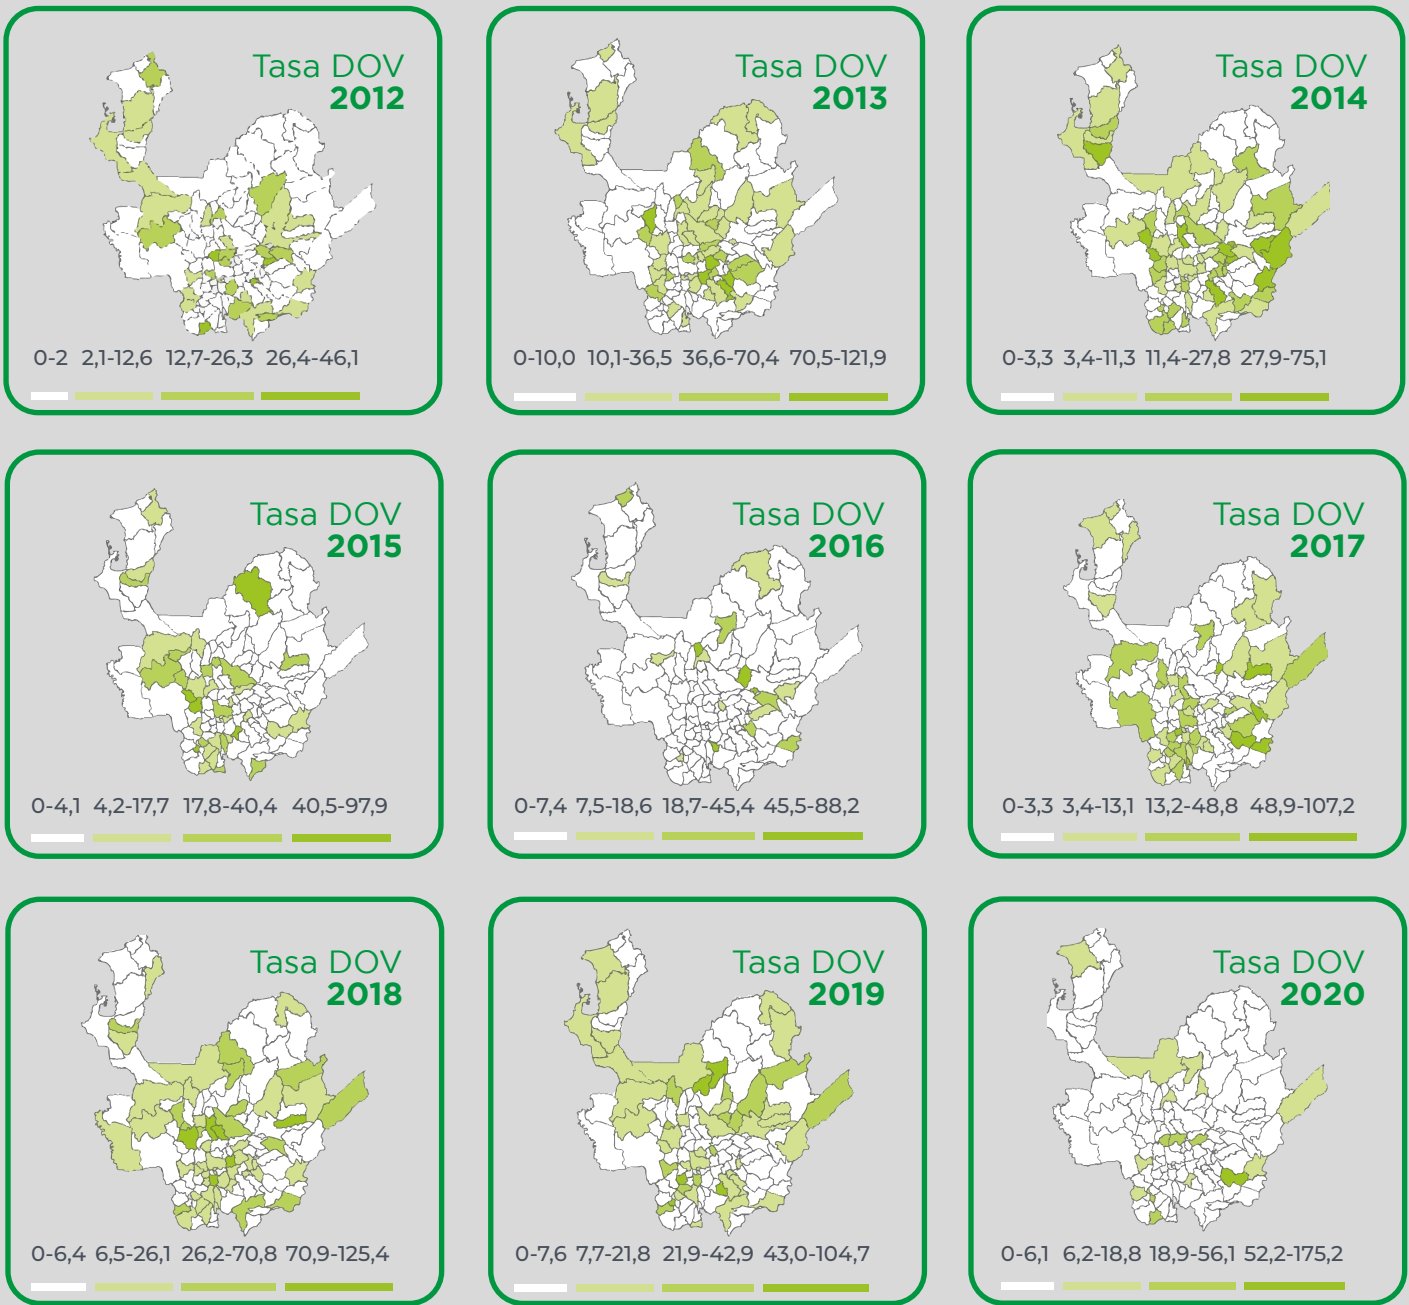 Tasa DOV
2012
0-2 2,1-12,6 12,7-26,3 26,4-46,1
Tasa DOV
2013
0-10,0 10,1-36,5 36,6-70,4 70,5-121,9
Tasa DOV
2014
0-3,3 3,4-11,3 11,4-27,8 27,9-75,1
Tasa DOV
2015
0-4,1 4,2-17,7 17,8-40,4 40,5-97,9
Tasa DOV
2016
0-7,4 7,5-18,6 18,7-45,4 45,5-88,2
Tasa DOV
2017
0-3,3 3,4-13,1 13,2-48,8 48,9-107,2
Tasa DOV
2018
0-6,4 6,5-26,1 26,2-70,8 70,9-125,4
Tasa DOV
2019
0-7,6 7,7-21,8 21,9-42,9 43,0-104,7
Tasa DOV
2020
0-6,1 6,2-18,8 18,9-56,1 52,2-175,2